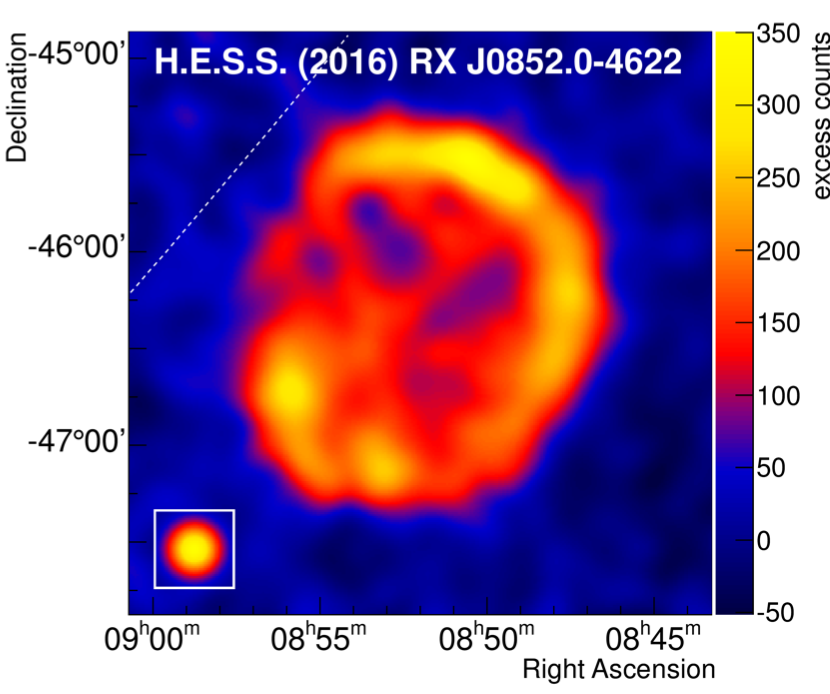 H.E.S.S. (2016) RX J0852.0-4622
Declination
-45°00'
-46°00'
-47°00'
09h00m
08h55m
08h50m
08h45m
Right Ascension
350
300
250
200
150
100
50
0
-50
excess counts